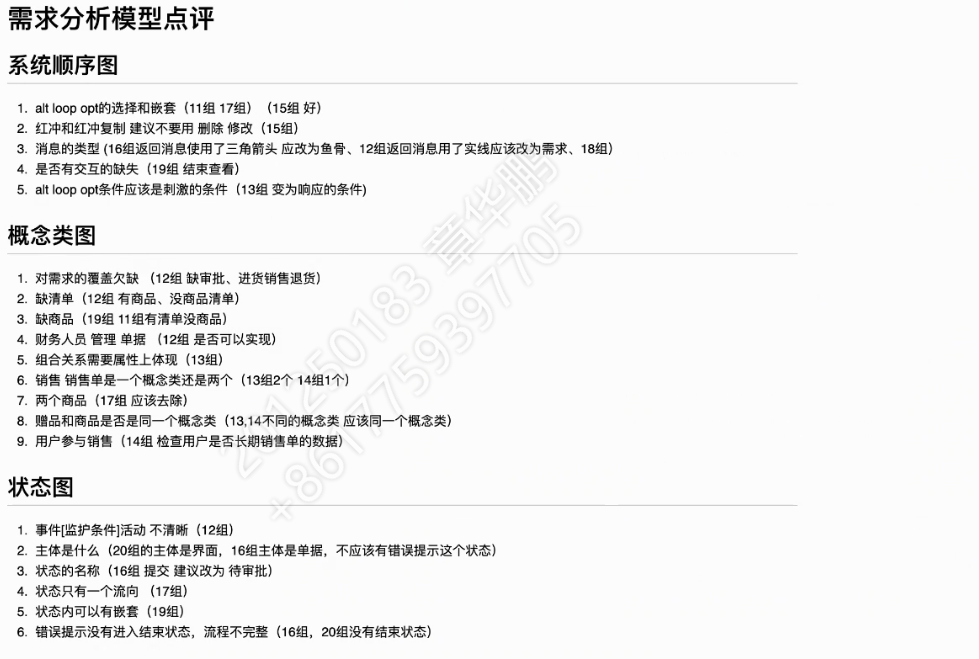 需求分析模型点评
系统顺序图
1. alt loop opt的选择和嵌套（11组 17组）（15组 好）
2. 红冲和红冲复制 建议不要用 删除 修改（15组）
3. 消息的类型 (16组返回消息使用了三角箭头 应改为鱼骨、12组返回消息用了实线应该改为需求、18组）
4. 是否有交互的缺失（19组 结束查看）
5. alt loop opt条件应该是刺激的条件（13组 变为响应的条件)
概念类图
1. 对需求的覆盖欠缺 （12组 缺审批、进货销售退货）
2. 缺清单（12组 有商品、没商品清单）
3. 缺商品（19组 11组有清单没商品）
4. 财务人员 管理 单据 （12组 是否可以实现）
5. 组合关系需要属性上体现（13组）
6. 销售 销售单是一个概念类还是两个（13组2个 14组1个）
7. 两个商品（17组 应该去除）
8. 赠品和商品是否是同一个概念类（13,14不同的概念类 应该同一个概念类）
9. 用户参与销售（14组 检查用户是否长期销售单的数据）
状态图
1. 事件[监护条件]活动 不清晰（12组）
2. 主体是什么（20组的主体是界面，16组主体是单据，不应该有错误提示这个状态）
3. 状态的名称（16组 提交 建议改为 待审批）
4. 状态只有一个流向 （17组）
5. 状态内可以有嵌套（19组）
6. 错误提示没有进入结束状态，流程不完整（16组，20组没有结束状态）
201250183 章华鹏
+8617759397705